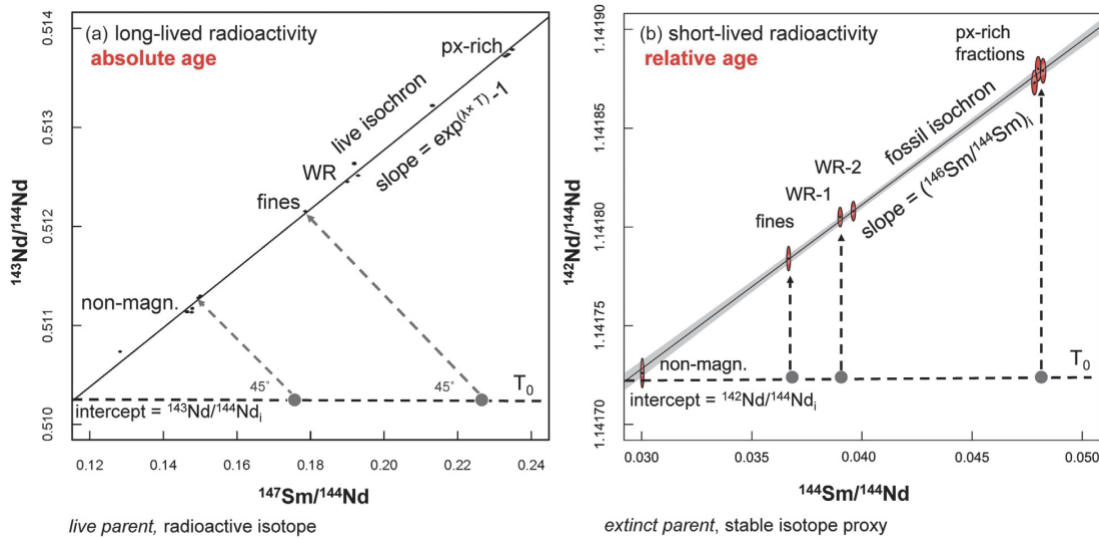 (a) long-lived radioactivity
absolute age
px-rich
live isochron
slope = exp^(λ× T) -1
WR
fines
non-magn.
45°
45°
T₀
intercept = ¹⁴³Nd/¹⁴⁴Ndᵢ
0.514
0.513
0.512
0.511
0.510
¹⁴³Nd/¹⁴⁴Nd
0.12 0.14 0.16 0.18 0.20 0.22 0.24
¹⁴⁷Sm/¹⁴⁴Nd
live parent, radioactive isotope
(b) short-lived radioactivity
relative age
px-rich
fractions
fossil isochron
slope = (¹⁴⁶Sm/¹⁴⁴Sm)ᵢ
WR-2
WR-1
fines
non-magn.
T₀
intercept = ¹⁴²Nd/¹⁴⁴Ndᵢ
1.14190
1.14185
1.14180
1.14175
1.14170
¹⁴²Nd/¹⁴⁴Nd
0.030 0.035 0.040 0.045 0.050
¹⁴⁴Sm/¹⁴⁴Nd
extinct parent, stable isotope proxy